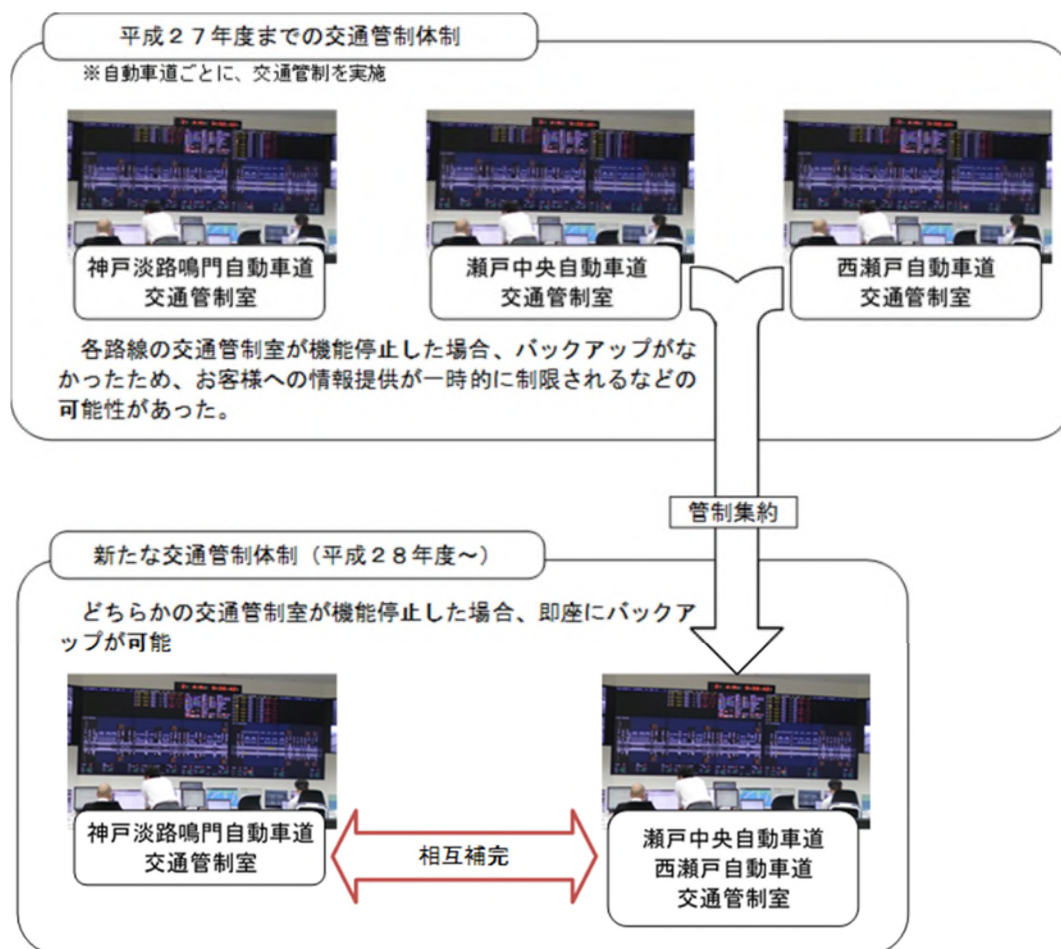 平成２７年度までの交通管制体制
※自動車道ごとに、交通管制を実施
神戸淡路鳴門自動車道
交通管制室
瀬戸中央自動車道
交通管制室
西瀬戸自動車道
交通管制室
各路線の交通管制室が機能停止した場合、バックアップがな
かったため、お客様への情報提供が一時的に制限されるなどの
可能性があった。
管制集約
新たな交通管制体制（平成２８年度～）
どちらかの交通管制室が機能停止した場合、即座にバックア
ップが可能
神戸淡路鳴門自動車道
交通管制室
相互補完
瀬戸中央自動車道
西瀬戸自動車道
交通管制室